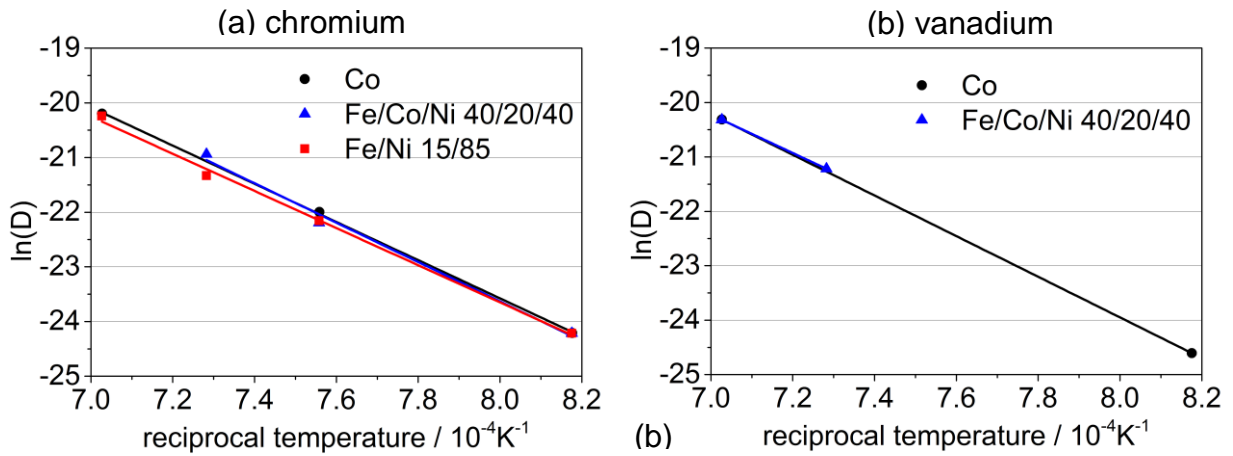 (a) chromium
-19
-20
-21
-22
-23
-24
-25
ln(D)
Co
Fe/Co/Ni 40/20/40
Fe/Ni 15/85
7.0 7.2 7.4 7.6 7.8 8.0 8.2
reciprocal temperature / 10⁻⁴K⁻¹
(b) vanadium
-19
-20
-21
-22
-23
-24
-25
ln(D)
Co
Fe/Co/Ni 40/20/40
7.0 7.2 7.4 7.6 7.8 8.0 8.2
(b) reciprocal temperature / 10⁻⁴K⁻¹